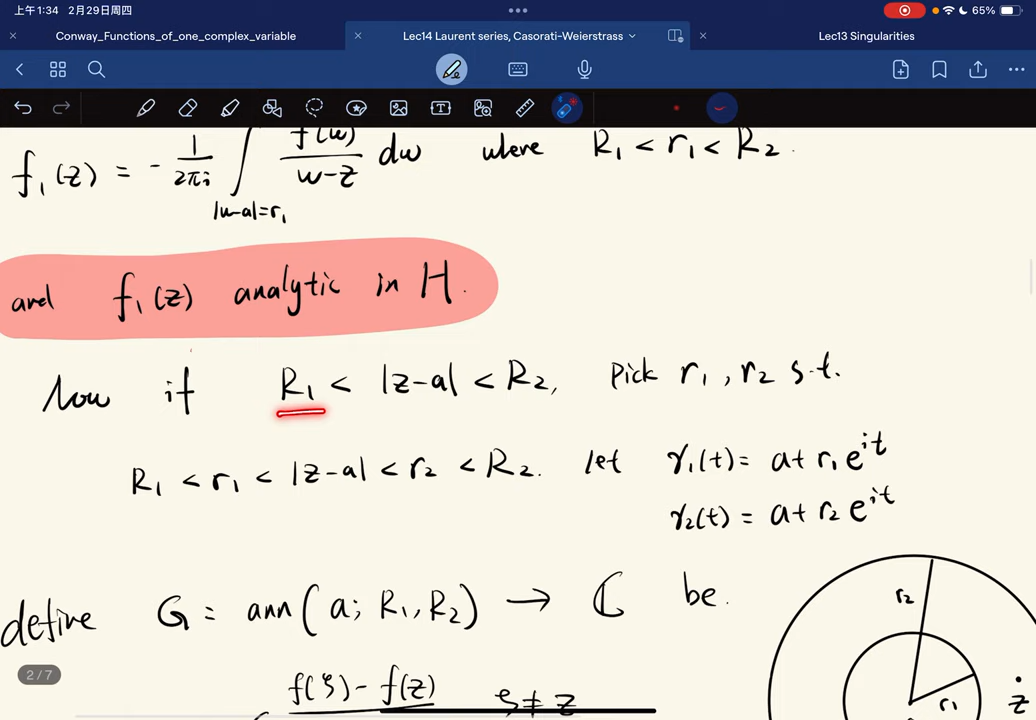 上午1:34 2月29日周四 65%
Conway_Functions_of_one_complex_variable Lec14 Laurent series, Casorati-Weierstrass Lec13 Singularities
f₁(z) = - 1/2πi ∫_{|w-a|=r₁} f(w)/(w-z) dw where R₁ < r₁ < R₂.
and f₁(z) analytic in H.
Now if R₁ < |z-a| < R₂, pick r₁, r₂ s.t.
R₁ < r₁ < |z-a| < r₂ < R₂. let γ₁(t) = a + r₁e^{it}
γ₂(t) = a + r₂e^{it}
define G = ann(a; R₁, R₂) → ℂ be.
r₂
f(ζ) - f(z) ζ ≠ z
r₁ z
2 / 7